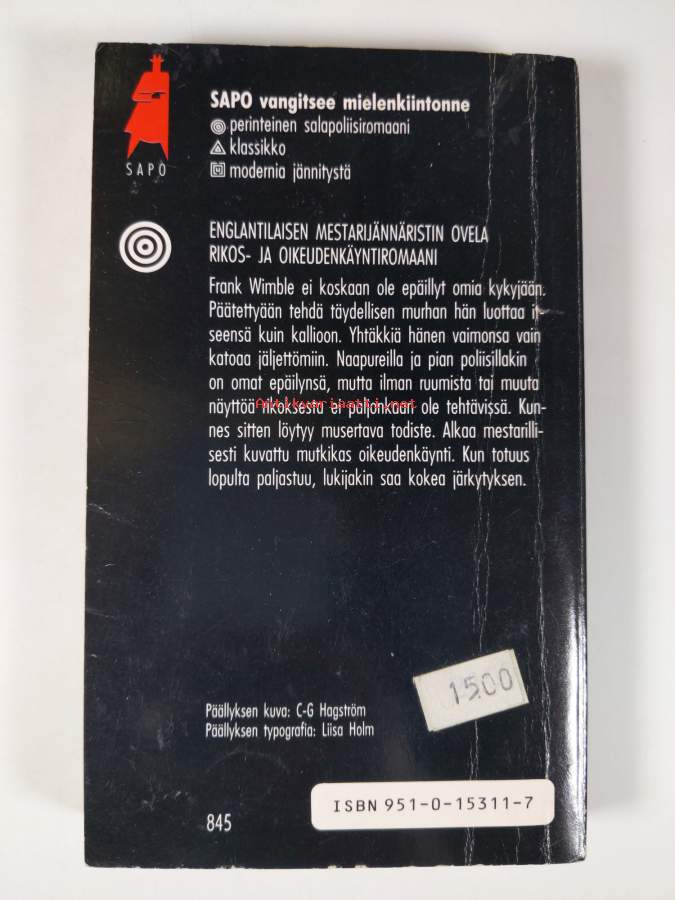 SAPO
SAPO vangitsee mielenkiintonne
perinteinen salapoliisiromaani
klassikko
modernia jännitystä
ENGLANTILAISEN MESTARIJÄNNÄRISTIN OVELA
RIKOS- JA OIKEUDENKÄYNTIROMAANI
Frank Wimble ei koskaan ole epäillyt omia kykyjään.
Päätettyään tehdä täydellisen murhan hän luottaa it-
seensä kuin kallioon. Yhtäkkiä hänen vaimonsa vain
katoaa jäljettömiin. Naapureilla ja pian poliisillakin
on omat epäilynsä, mutta ilman ruumista tai muuta
näyttöä rikoksesta ei paljonkaan ole tehtävissä. Kun-
Antikvariaatti.net
nes sitten löytyy musertava todiste. Alkaa mestarilli-
sesti kuvattu mutkikas oikeudenkäynti. Kun totuus
lopulta paljastuu, lukijakin saa kokea järkytyksen.
1500
Päällyksen kuva: C-G Hagström
Päällyksen typografia: Liisa Holm
ISBN 951-0-15311-7
845